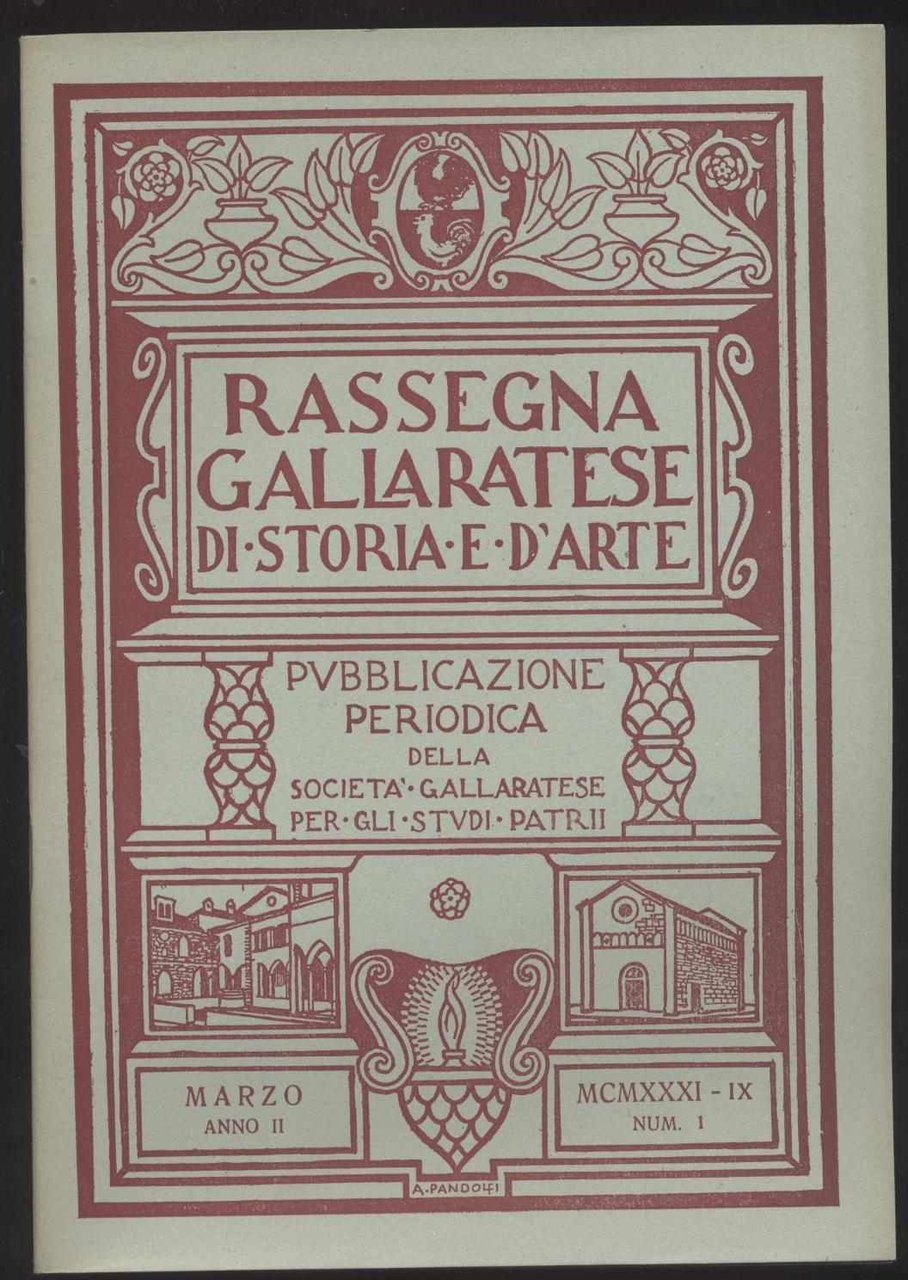 RASSEGNA
GALLARATESE
DI·STORIA·E·D'ARTE
PVBBLICAZIONE
PERIODICA
DELLA
SOCIETA'·GALLARATESE
PER·GLI·STVDI·PATRII
MARZO
ANNO II
MCMXXXI - IX
NUM. 1
A·PANDOLFI